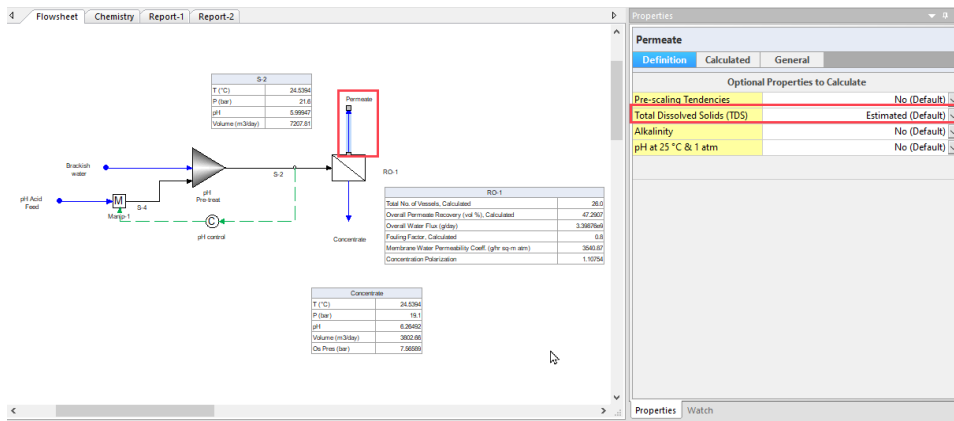 Flowsheet Chemistry Report-1 Report-2
S-2
T (°C) 24.5394
P (bar) 21.6
pH 5.99947
Volume (m3/day) 7207.61
Permeate
Brackish
water
pH Acid
Feed
M
Manip-1
S-4
pH
Pre-treat
S-2
RO-1
C
pH control
Concentrate
RO-1
Total No. of Vessels, Calculated 26.0
Overall Permeate Recovery (vol %), Calculated 47.2907
Overall Water Flux (g/day) 3.39876e9
Fouling Factor, Calculated 0.8
Membrane Water Permeability Coeff. (g/hr sq-m atm) 3540.67
Concentration Polarization 1.10754
Concentrate
T (°C) 24.5394
P (bar) 19.1
pH 6.26492
Volume (m3/day) 3802.66
Os Pres (bar) 7.56589
Properties
Permeate
Definition Calculated General
Optional Properties to Calculate
Pre-scaling Tendencies No (Default)
Total Dissolved Solids (TDS) Estimated (Default)
Alkalinity No (Default)
pH at 25 °C & 1 atm No (Default)
Properties Watch